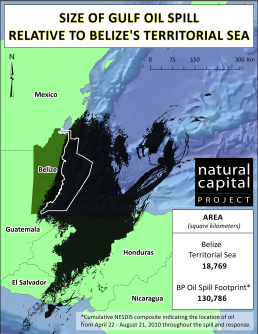 SIZE OF GULF OIL SPILL
RELATIVE TO BELIZE'S TERRITORIAL SEA
N
0 75 150 300 Km
Mexico
Belize
Guatemala
Honduras
El Salvador
Nicaragua
natural
capital
PROJECT
AREA
(square kilometers)
Belize
Territorial Sea
18,769
BP Oil Spill Footprint*
130,786
*Cumulative NESDIS composite indicating the location of oil
from April 22 - August 21, 2010 throughout the spill and response.